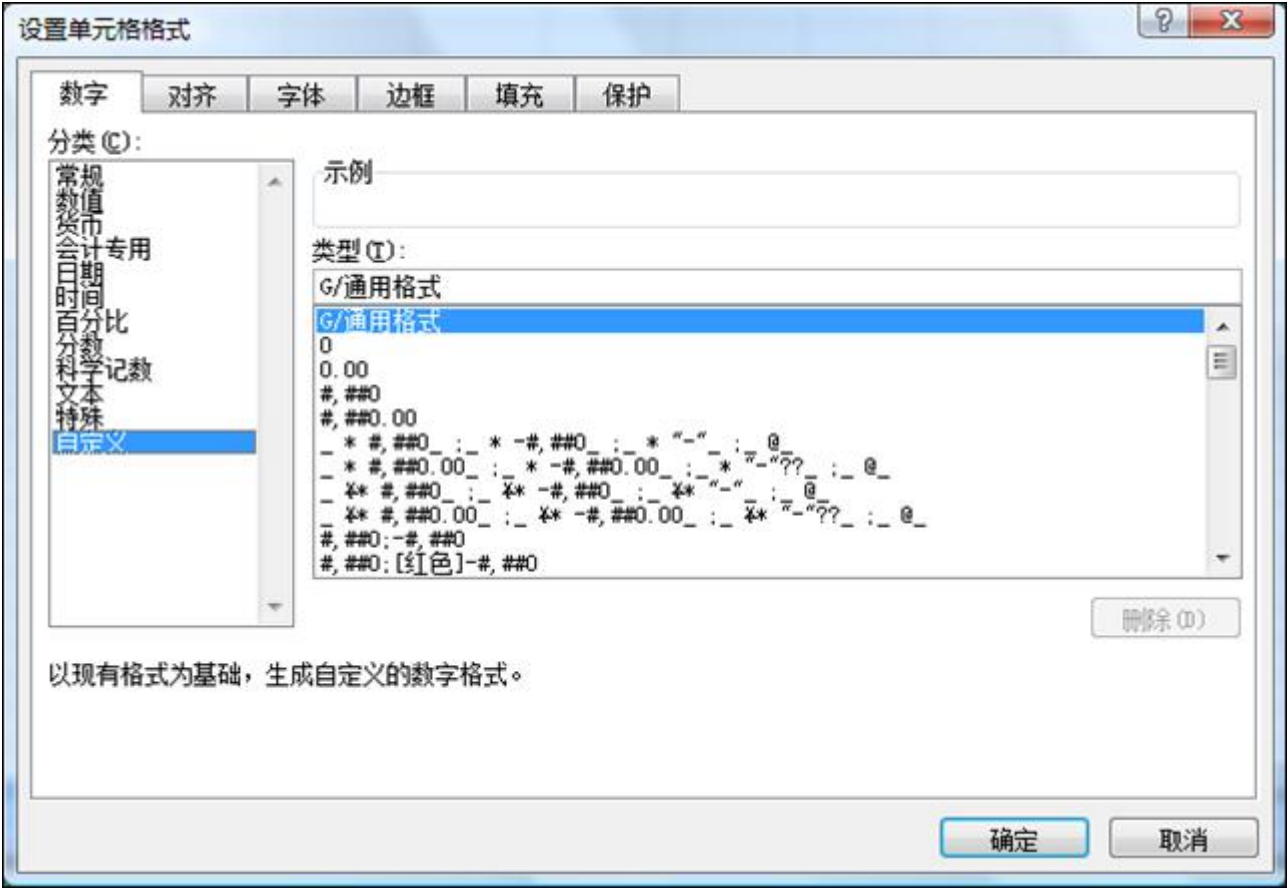 设置单元格格式
数字 对齐 字体 边框 填充 保护
分类(C):
常规
数值
货币
会计专用
日期
时间
百分比
分数
科学记数
文本
特殊
自定义
示例
类型(T):
G/通用格式
G/通用格式
0
0.00
#,##0
#,##0.00
_ * #,##0_ ;_ * -#,##0_ ;_ * "-"_ ;_ @_
_ * #,##0.00_ ;_ * -#,##0.00_ ;_ * "-"??_ ;_ @_
_ ¥* #,##0_ ;_ ¥* -#,##0_ ;_ ¥* "-"_ ;_ @_
_ ¥* #,##0.00_ ;_ ¥* -#,##0.00_ ;_ ¥* "-"??_ ;_ @_
#,##0;-#,##0
#,##0;[红色]-#,##0
删除(D)
以现有格式为基础，生成自定义的数字格式。
确定 取消